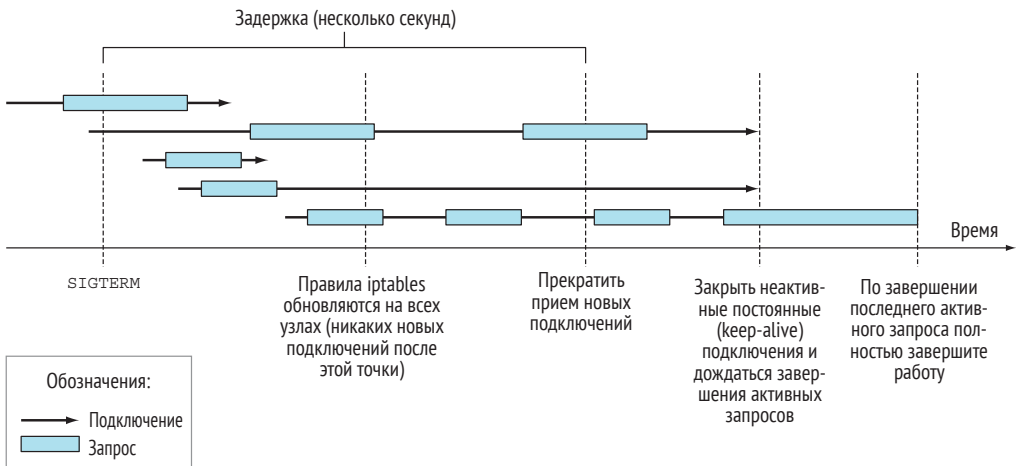 Задержка (несколько секунд)
Время
SIGTERM
Правила iptables
обновляются на всех
узлах (никаких новых
подключений после
этой точки)
Прекратить
прием новых
подключений
Закрыть неактив-
ные постоянные
(keep-alive)
подключения и
дождаться завер-
шения активных
запросов
По завершении
последнего актив-
ного запроса пол-
ностью завершите
работу
Обозначения:
Подключение
Запрос